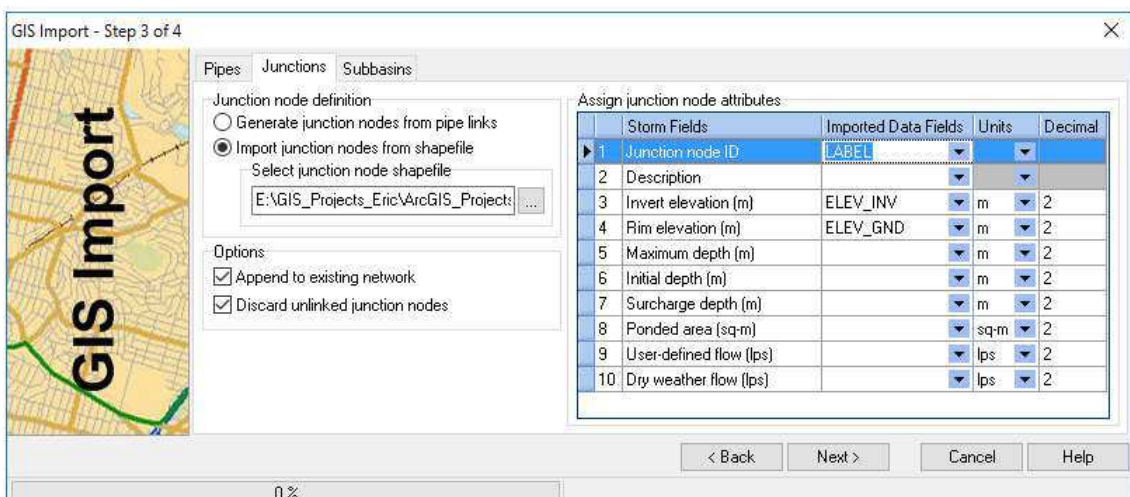 GIS Import - Step 3 of 4
GIS Import
Pipes Junctions Subbasins
Junction node definition
Generate junction nodes from pipe links
Import junction nodes from shapefile
Select junction node shapefile
E:\GIS_Projects_Eric\ArcGIS_Projects ...
Options
Append to existing network
Discard unlinked junction nodes
Assign junction node attributes
Storm Fields Imported Data Fields Units Decimal
1 Junction node ID LABEL
2 Description
3 Invert elevation (m) ELEV_INV m 2
4 Rim elevation (m) ELEV_GND m 2
5 Maximum depth (m) m 2
6 Initial depth (m) m 2
7 Surcharge depth (m) m 2
8 Ponded area (sq-m) sq-m 2
9 User-defined flow (lps) lps 2
10 Dry weather flow (lps) lps 2
< Back Next > Cancel Help
0 %